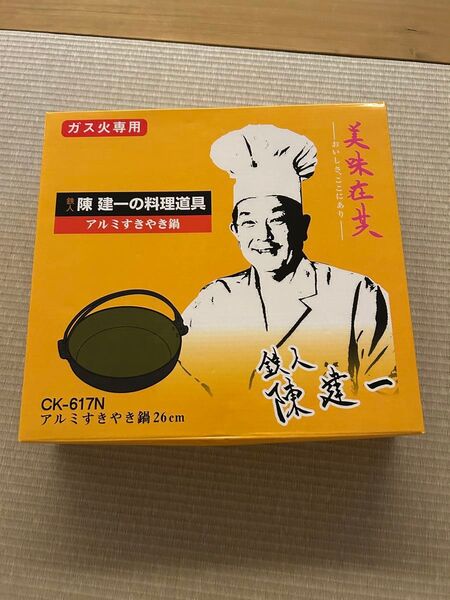 ガス火専用
美味在其
おいしさ、ここにあり
鉄人 陳 建一の料理道具
アルミすきやき鍋
鉄人
陳 建一
CK-617N
アルミすきやき鍋26cm